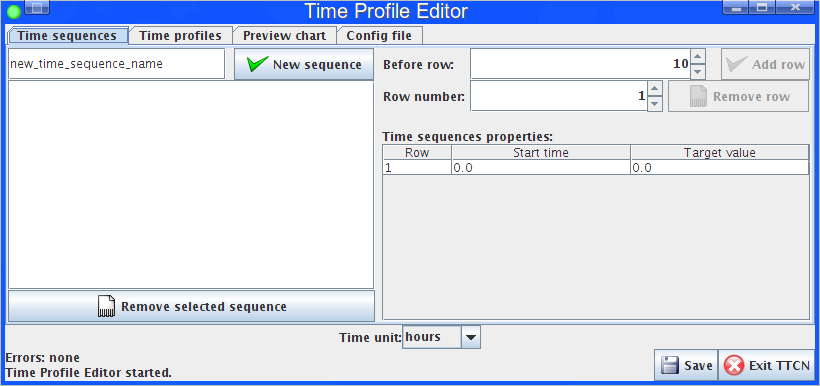 Time Profile Editor
Time sequences Time profiles Preview chart Config file
new_time_sequence_name New sequence Before row: 10 Add row
Row number: 1 Remove row
Time sequences properties:
Row Start time Target value
1 0.0 0.0
Remove selected sequence
Time unit: hours
Errors: none
Time Profile Editor started.
Save Exit TTCN